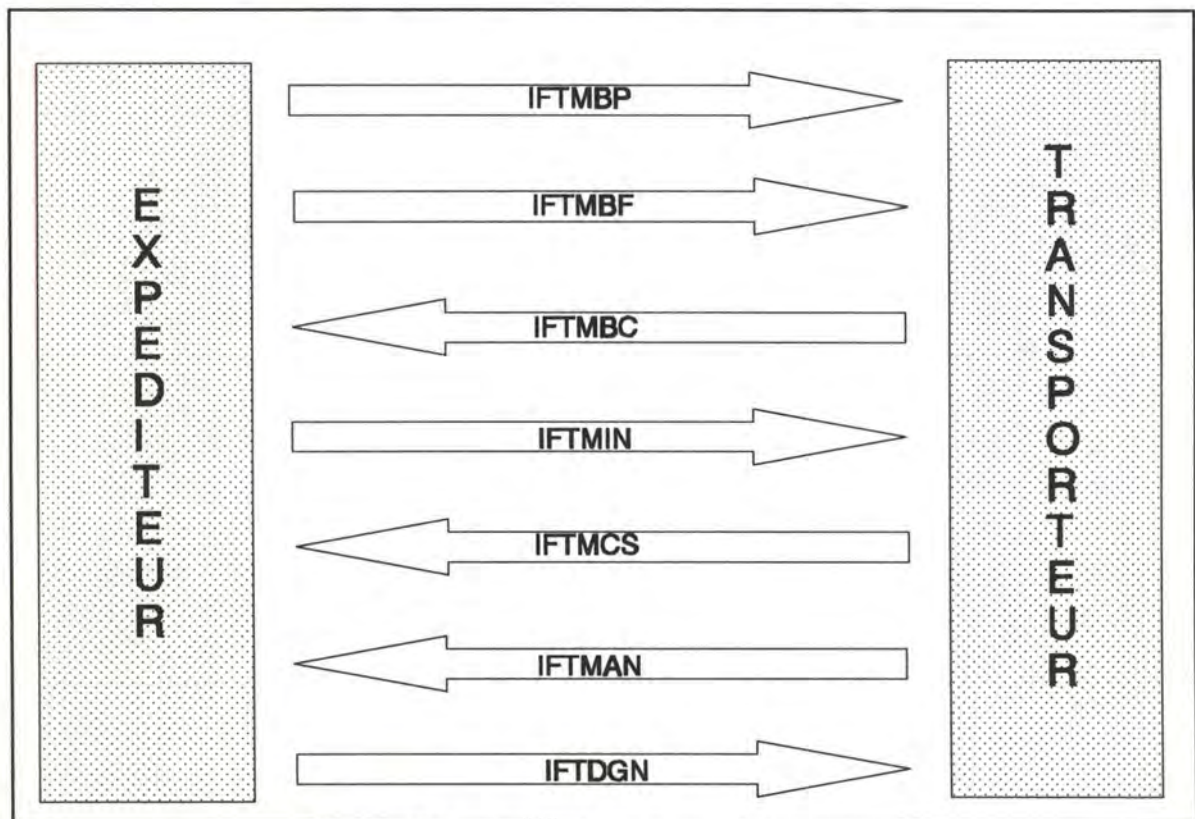 EXPEDITEUR
IFTMBP
IFTMBF
IFTMBC
IFTMIN
IFTMCS
IFTMAN
IFTDGN
TRANSPORTEUR